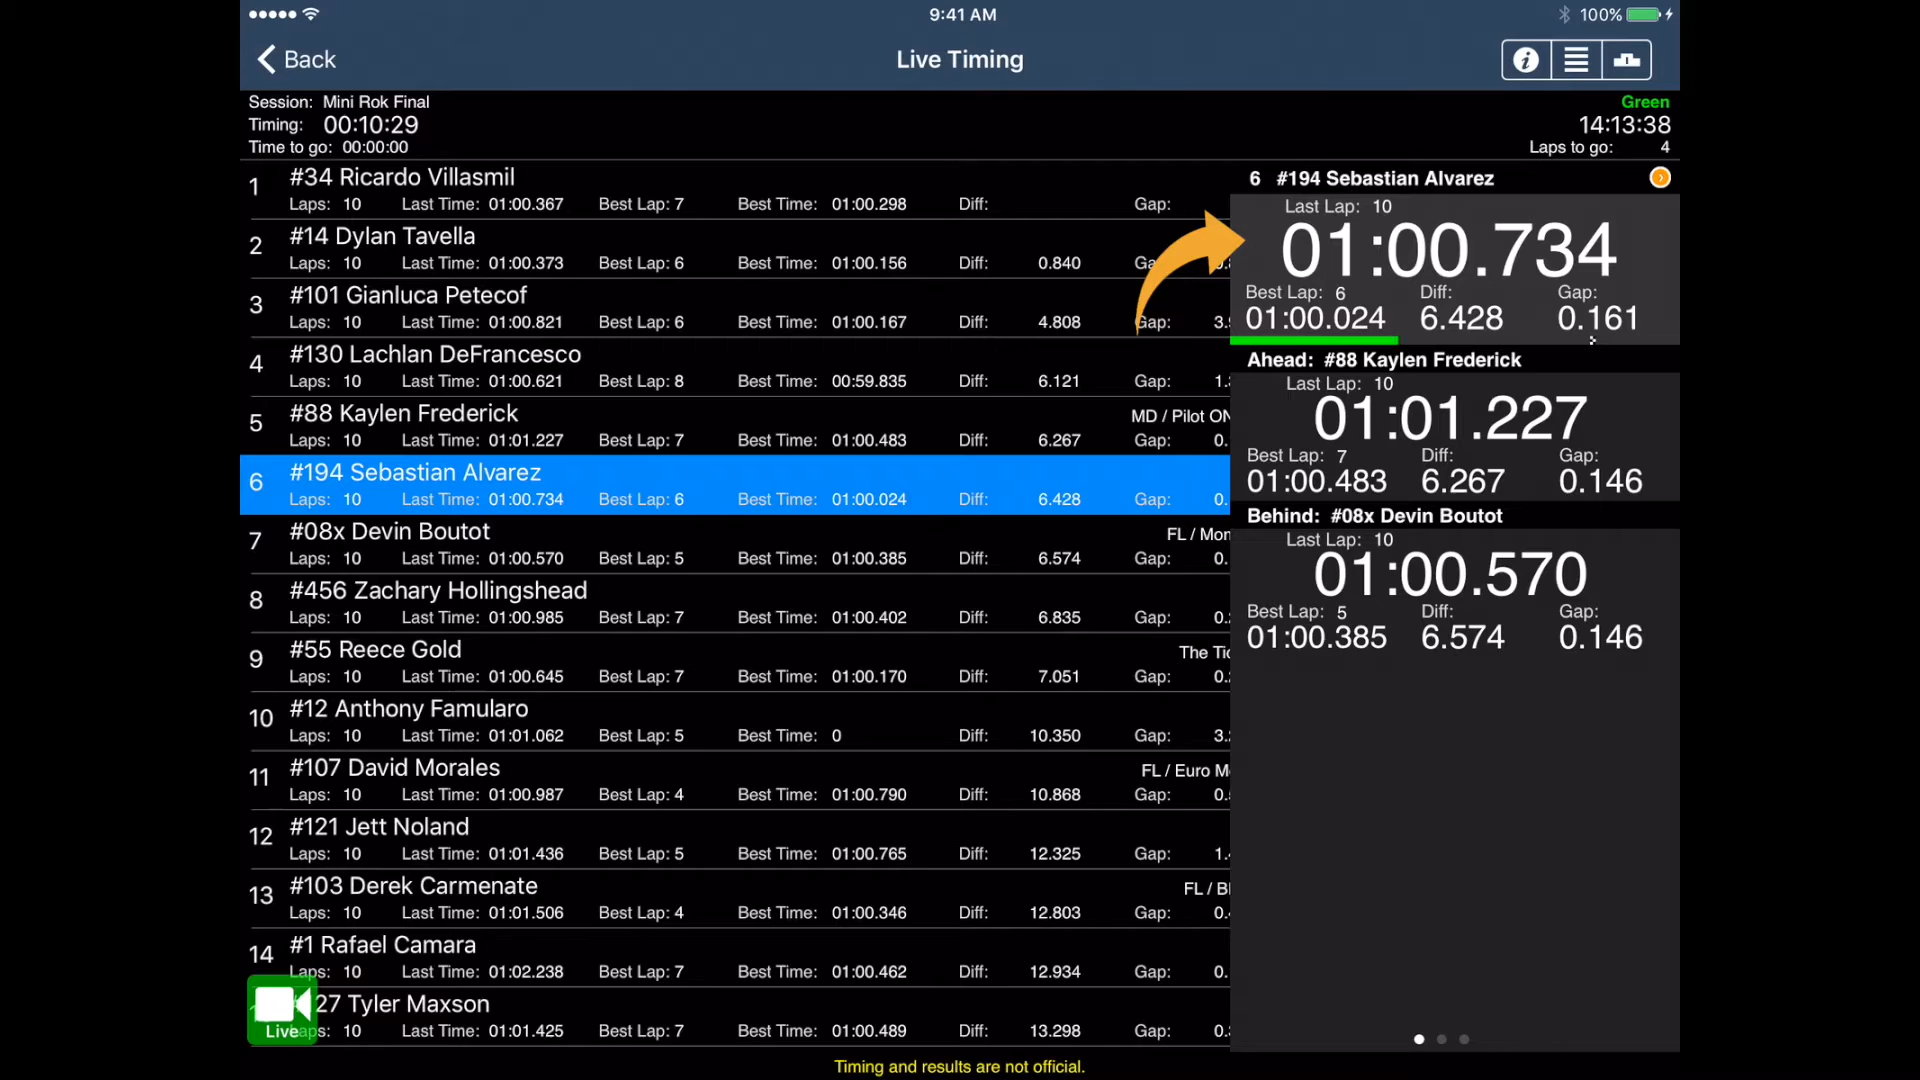 9:41 AM
100%
Back
Live Timing
Session: Mini Rok Final
Green
Timing: 00:10:29
14:13:38
Time to go: 00:00:00
Laps to go: 4
1 #34 Ricardo Villasmil
Laps: 10 Last Time: 01:00.367 Best Lap: 7 Best Time: 01:00.298 Diff: Gap:
2 #14 Dylan Tavella
Laps: 10 Last Time: 01:00.373 Best Lap: 6 Best Time: 01:00.156 Diff: 0.840
3 #101 Gianluca Petecof
Laps: 10 Last Time: 01:00.821 Best Lap: 6 Best Time: 01:00.167 Diff: 4.808 Gap: 3.
4 #130 Lachlan DeFrancesco
Laps: 10 Last Time: 01:00.621 Best Lap: 8 Best Time: 00:59.835 Diff: 6.121 Gap: 1.
5 #88 Kaylen Frederick MD / Pilot ON
Laps: 10 Last Time: 01:01.227 Best Lap: 7 Best Time: 01:00.483 Diff: 6.267 Gap: 0.
6 #194 Sebastian Alvarez
Laps: 10 Last Time: 01:00.734 Best Lap: 6 Best Time: 01:00.024 Diff: 6.428 Gap: 0.
7 #08x Devin Boutot FL / Mon
Laps: 10 Last Time: 01:00.570 Best Lap: 5 Best Time: 01:00.385 Diff: 6.574 Gap: 0.
8 #456 Zachary Hollingshead
Laps: 10 Last Time: 01:00.985 Best Lap: 7 Best Time: 01:00.402 Diff: 6.835 Gap: 0.
9 #55 Reece Gold The Tic
Laps: 10 Last Time: 01:00.645 Best Lap: 7 Best Time: 01:00.170 Diff: 7.051 Gap: 0.
10 #12 Anthony Famularo
Laps: 10 Last Time: 01:01.062 Best Lap: 5 Best Time: 0 Diff: 10.350 Gap: 3.
11 #107 David Morales FL / Euro M
Laps: 10 Last Time: 01:00.987 Best Lap: 4 Best Time: 01:00.790 Diff: 10.868 Gap: 0.
12 #121 Jett Noland
Laps: 10 Last Time: 01:01.436 Best Lap: 5 Best Time: 01:00.765 Diff: 12.325 Gap: 1.
13 #103 Derek Carmenate FL / B
Laps: 10 Last Time: 01:01.506 Best Lap: 4 Best Time: 01:00.346 Diff: 12.803 Gap: 0.
14 #1 Rafael Camara
Laps: 10 Last Time: 01:02.238 Best Lap: 7 Best Time: 01:00.462 Diff: 12.934 Gap: 0.
27 Tyler Maxson
10 Last Time: 01:01.425 Best Lap: 7 Best Time: 01:00.489 Diff: 13.298 Gap: 0.
Live
6 #194 Sebastian Alvarez
Last Lap: 10
01:00.734
Best Lap: 6 Diff: Gap:
01:00.024 6.428 0.161
Ahead: #88 Kaylen Frederick
Last Lap: 10
01:01.227
Best Lap: 7 Diff: Gap:
01:00.483 6.267 0.146
Behind: #08x Devin Boutot
Last Lap: 10
01:00.570
Best Lap: 5 Diff: Gap:
01:00.385 6.574 0.146
Timing and results are not official.